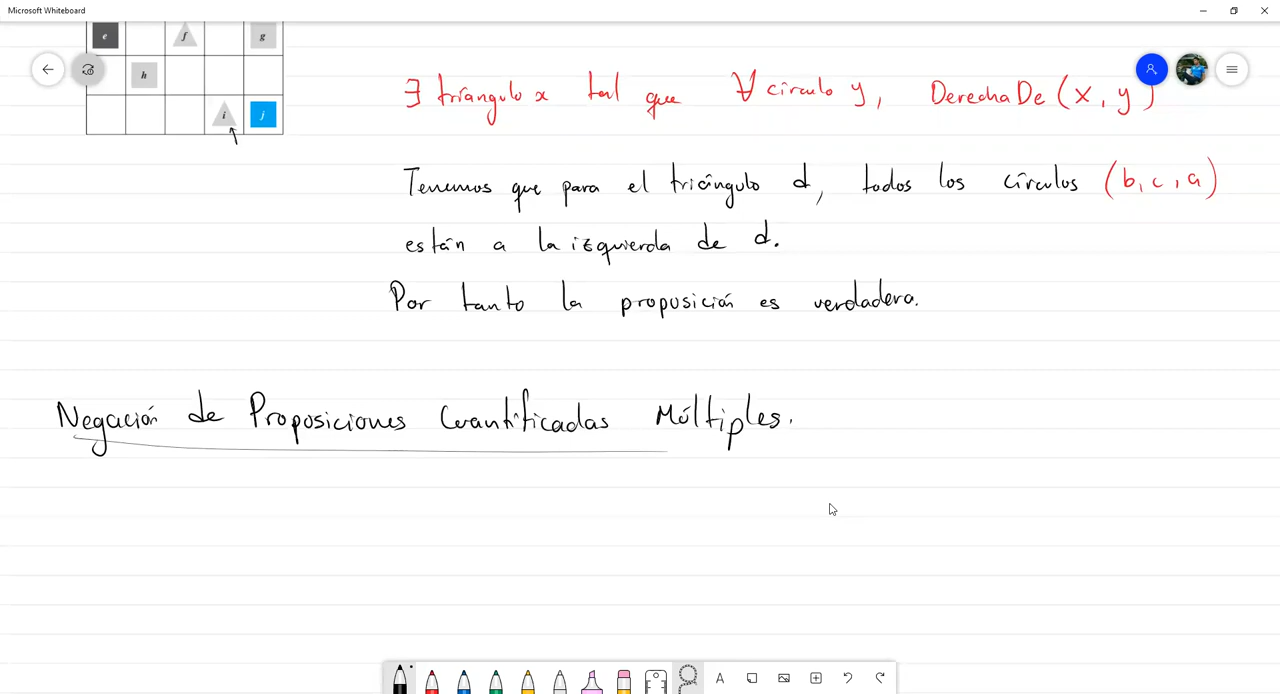 Microsoft Whiteboard
e f g
h
i j
∃ triángulo x tal que ∀ círculo y, DerechaDe (x, y)
Tenemos que para el triángulo d, todos los círculos (b, c, a)
están a la izquierda de d.
Por tanto la proposición es verdadera.
Negación de Proposiciones Cuantificadas Múltiples.
A